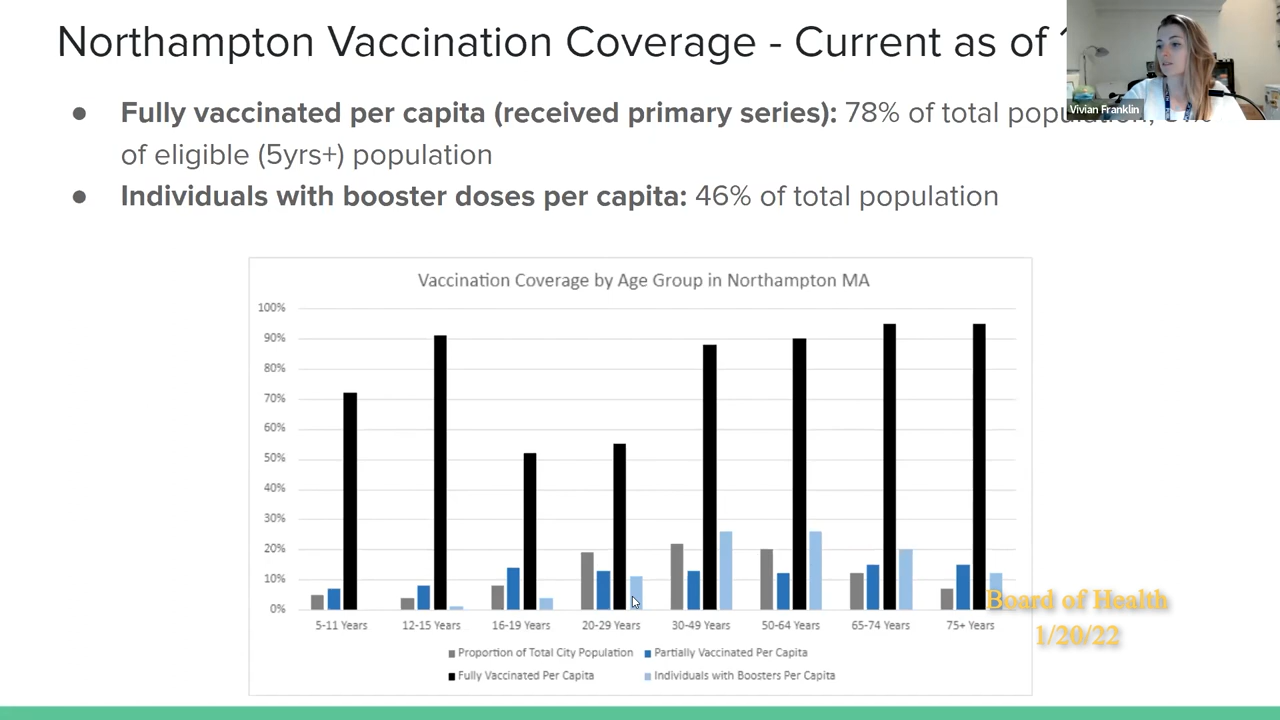 Northampton Vaccination Coverage - Current as of
● Fully vaccinated per capita (received primary series): 78% of total population,
of eligible (5yrs+) population
● Individuals with booster doses per capita: 46% of total population
Vivian Franklin
Vaccination Coverage by Age Group in Northampton MA
100%
90%
80%
70%
60%
50%
40%
30%
20%
10%
0%
5-11 Years 12-15 Years 16-19 Years 20-29 Years 30-49 Years 50-64 Years 65-74 Years 75+ Years
Proportion of Total City Population Partially Vaccinated Per Capita
Fully Vaccinated Per Capita Individuals with Boosters Per Capita
Board of Health
1/20/22